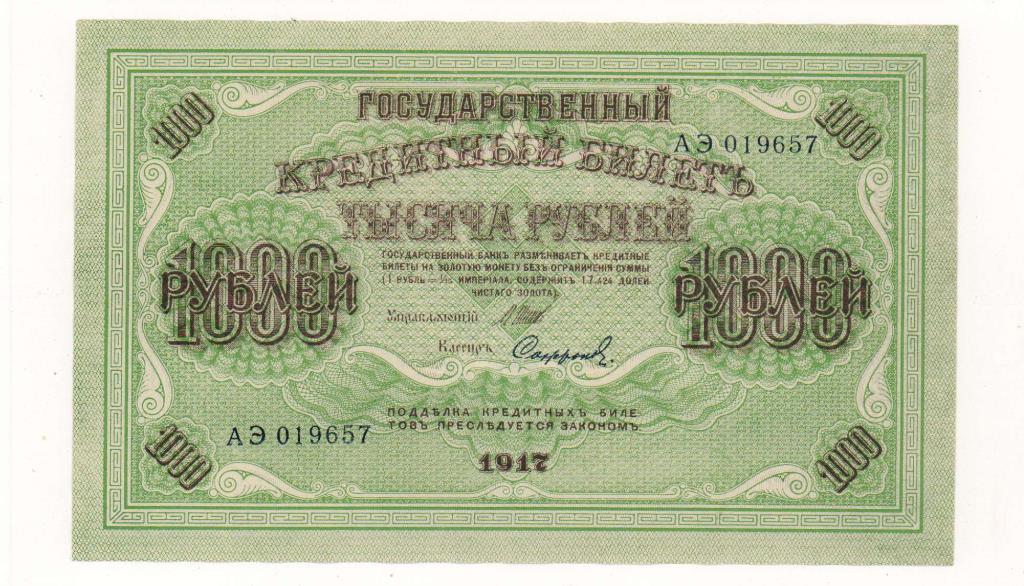 1000
1000
ГОСУДАРСТВЕННЫЙ
АЭ 019657
КРЕДИТНЫЙ БИЛЕТЪ
ТЫСЯЧА РУБЛЕЙ
1000
РУБЛЕЙ
1000
РУБЛЕЙ
ГОСУДАРСТВЕННЫЙ БАНКЪ РАЗМѢНИВАЕТЪ КРЕДИТНЫЕ
БИЛЕТЫ НА ЗОЛОТУЮ МОНЕТУ БЕЗЪ ОГРАНИЧЕНІЯ СУММЫ
(1 РУБЛЬ = 1/15 ИМПЕРІАЛА, СОДЕРЖИТЪ 17,424 ДОЛЕЙ
ЧИСТАГО ЗОЛОТА).
Управляющій
Кассиръ
ПОДДѢЛКА КРЕДИТНЫХЪ БИЛЕ
ТОВЪ ПРЕСЛѢДУЕТСЯ ЗАКОНОМЪ
АЭ 019657
1917
1000
1000